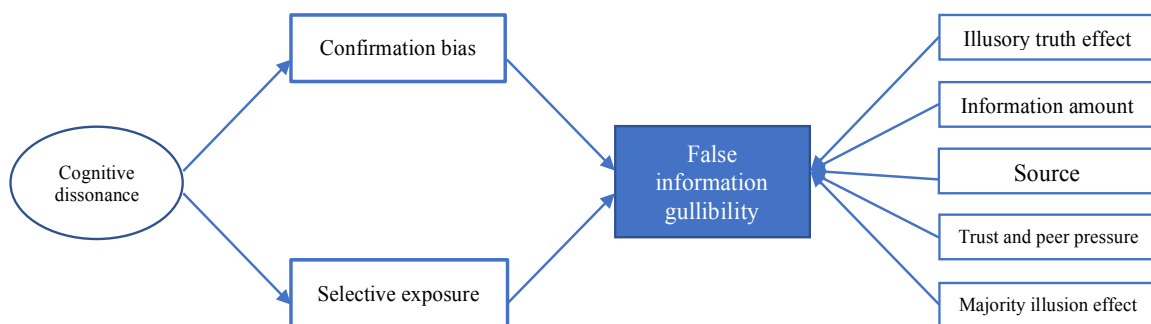 Confirmation bias
Cognitive
dissonance
Selective exposure
False
information
gullibility
Illusory truth effect
Information amount
Source
Trust and peer pressure
Majority illusion effect